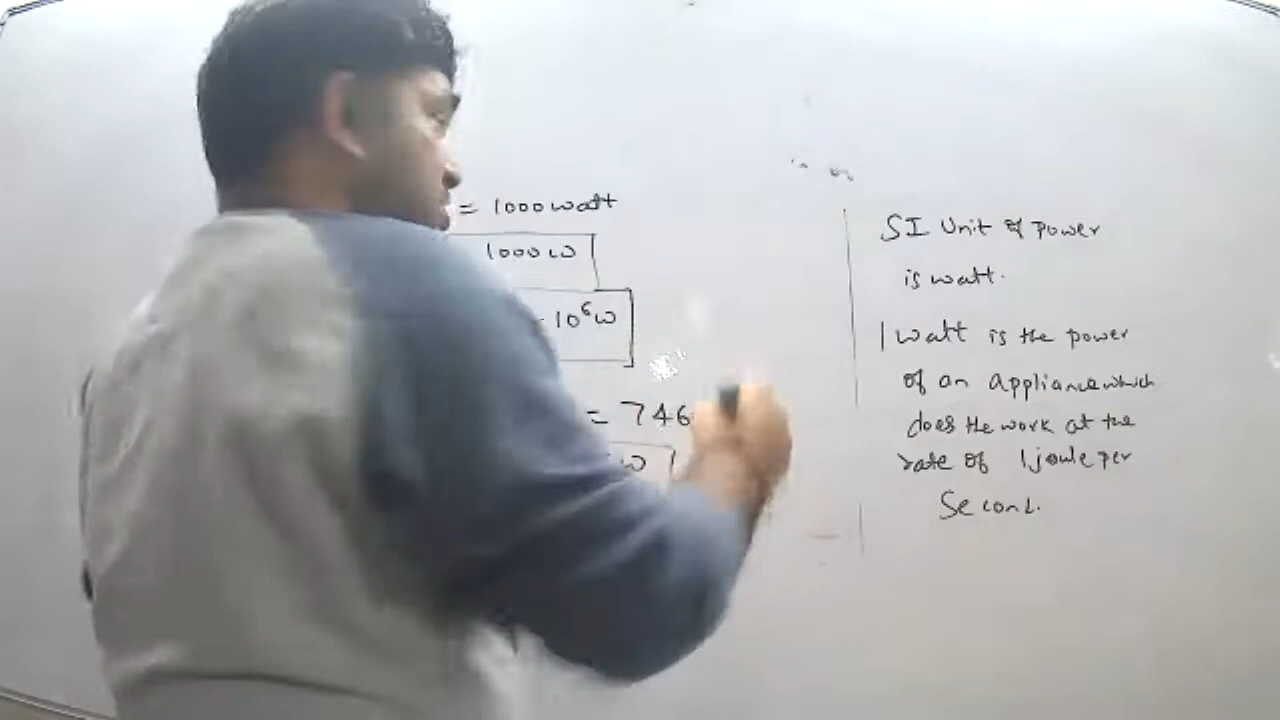 = 1000 watt
1000 W
10⁶ W
= 746
W
SI Unit of power
is watt.
1 watt is the power
of an appliance which
does the work at the
rate of 1 joule per
Second.